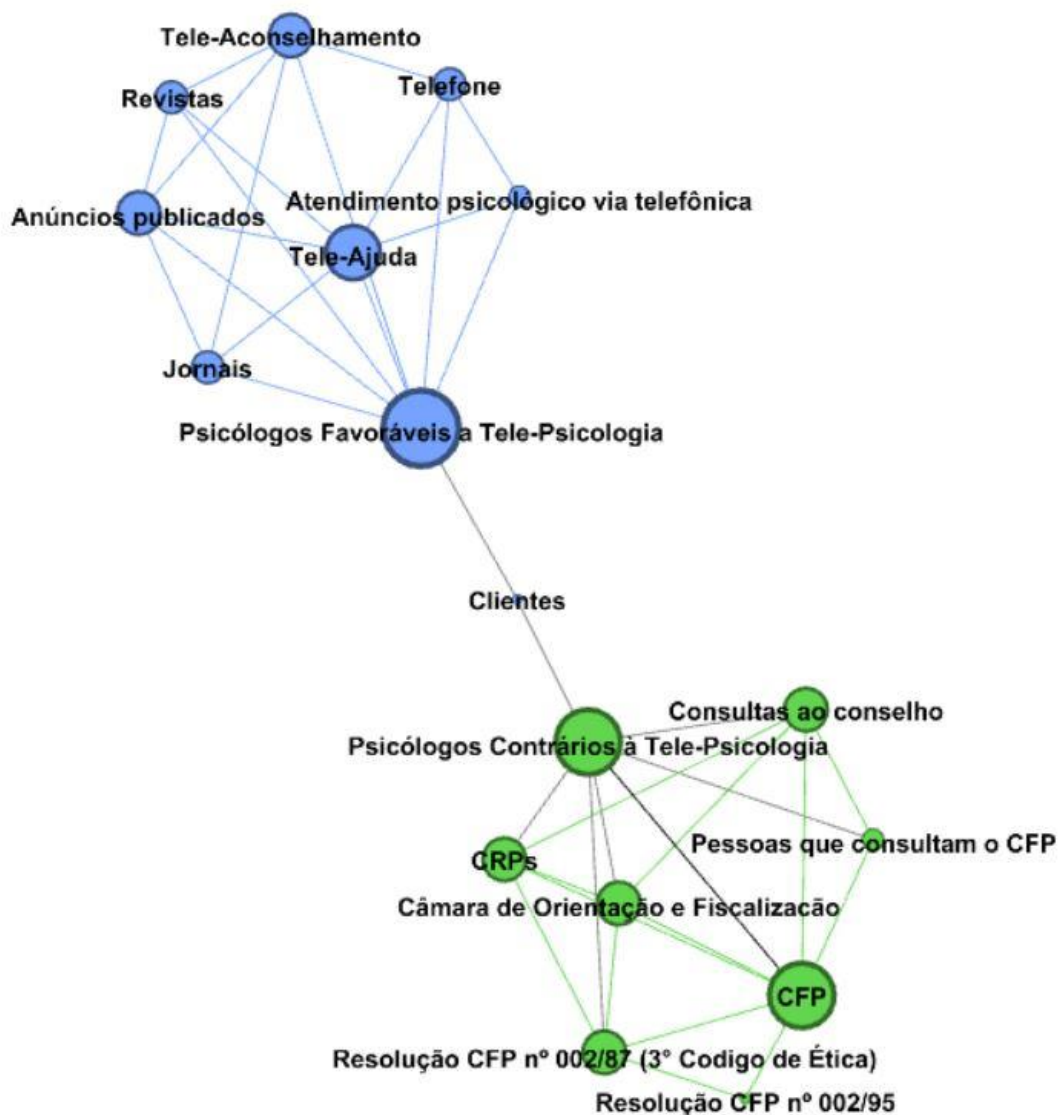 Tele-Aconselhamento
Telefone
Revistas
Atendimento psicológico via telefônica
Anúncios publicados
Tele-Ajuda
Jornais
Psicólogos Favoráveis a Tele-Psicologia
Clientes
Consultas ao conselho
Psicólogos Contrários à Tele-Psicologia
Pessoas que consultam o CFP
CRPs
Câmara de Orientação e Fiscalizacão
CFP
Resolução CFP nº 002/87 (3° Codigo de Ética)
Resolução CFP nº 002/95